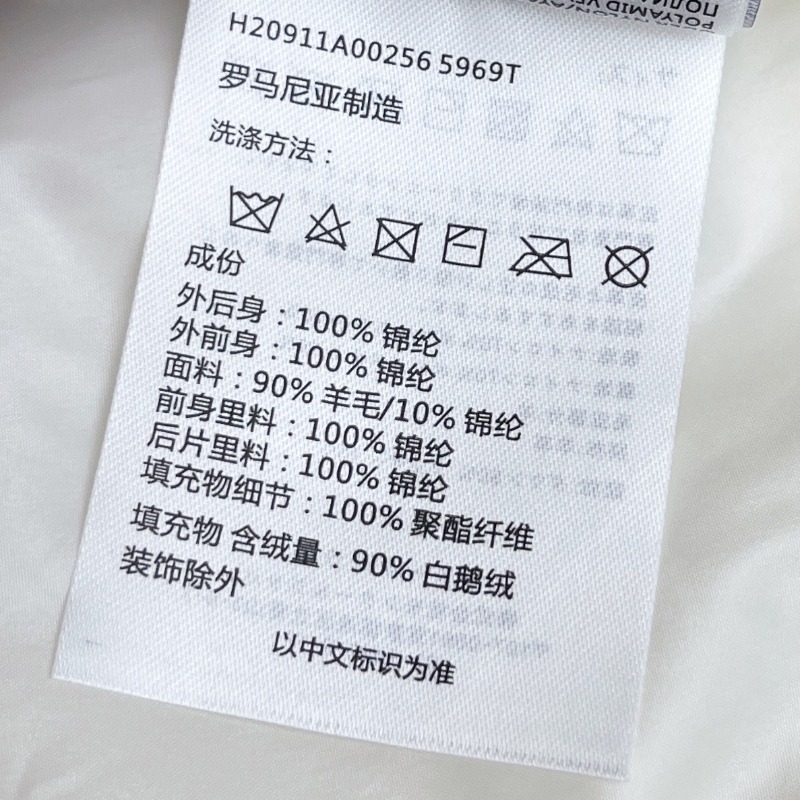 POLYAMID
H20911A00256 5969T
罗马尼亚制造
洗涤方法：
成份
外后身：100% 锦纶
外前身：100% 锦纶
面料：90% 羊毛/10% 锦纶
前身里料：100% 锦纶
后片里料：100% 锦纶
填充物细节：100% 聚酯纤维
填充物 含绒量：90% 白鹅绒
装饰除外
以中文标识为准